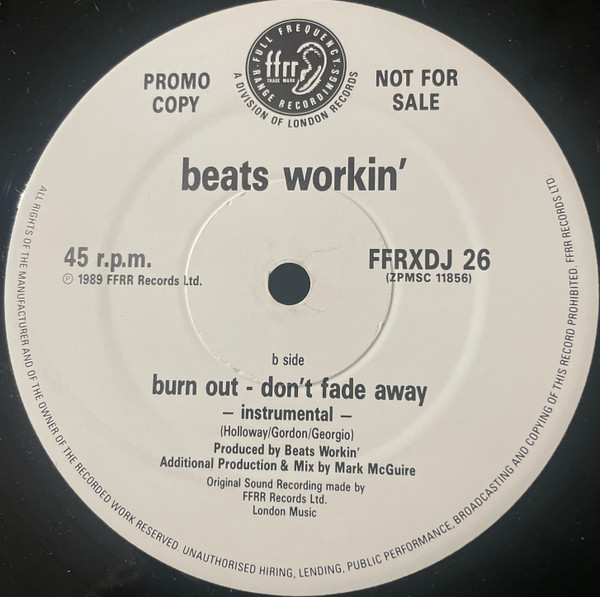 FULL FREQUENCY
RANGE RECORDINGS
ffrr
TRADE MARK
A DIVISION OF LONDON RECORDS
PROMO
COPY
NOT FOR
SALE
beats workin'
45 r.p.m.
℗ 1989 FFRR Records Ltd.
FFRXDJ 26
(ZPMSC 11856)
b side
burn out - don't fade away
– instrumental –
(Holloway/Gordon/Georgio)
Produced by Beats Workin'
Additional Production & Mix by Mark McGuire
Original Sound Recording made by
FFRR Records Ltd.
London Music
ALL RIGHTS OF THE MANUFACTURER AND OF THE OWNER OF THE RECORDED WORK RESERVED. UNAUTHORISED HIRING, LENDING, PUBLIC PERFORMANCE, BROADCASTING AND COPYING OF THIS RECORD PROHIBITED. FFRR RECORDS LTD